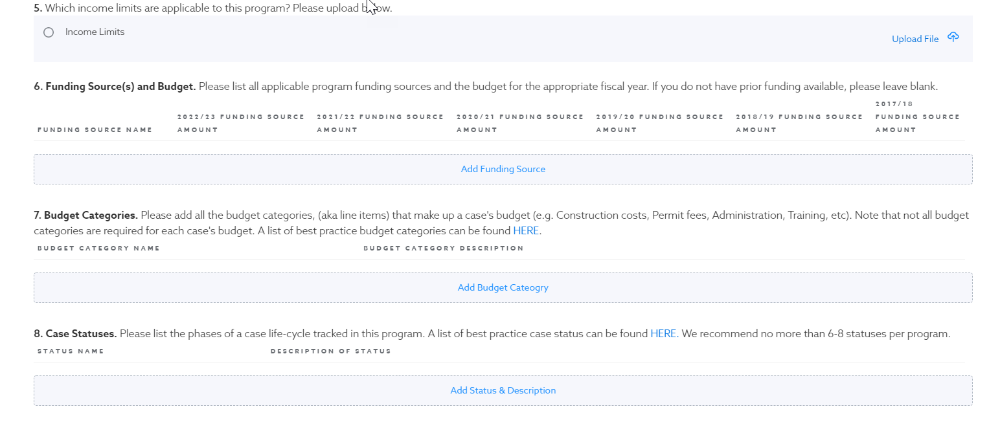 5. Which income limits are applicable to this program? Please upload below.
Income Limits
Upload File
6. Funding Source(s) and Budget. Please list all applicable program funding sources and the budget for the appropriate fiscal year. If you do not have prior funding available, please leave blank.
FUNDING SOURCE NAME
2022/23 FUNDING SOURCE
AMOUNT
2021/22 FUNDING SOURCE
AMOUNT
2020/21 FUNDING SOURCE
AMOUNT
2019/20 FUNDING SOURCE
AMOUNT
2018/19 FUNDING SOURCE
AMOUNT
2017/18
FUNDING SOURCE
AMOUNT
Add Funding Source
7. Budget Categories. Please add all the budget categories, (aka line items) that make up a case's budget (e.g. Construction costs, Permit fees, Administration, Training, etc). Note that not all budget
categories are required for each case's budget. A list of best practice budget categories can be found HERE.
BUDGET CATEGORY NAME
BUDGET CATEGORY DESCRIPTION
Add Budget Cateogry
8. Case Statuses. Please list the phases of a case life-cycle tracked in this program. A list of best practice case status can be found HERE. We recommend no more than 6-8 statuses per program.
STATUS NAME
DESCRIPTION OF STATUS
Add Status & Description